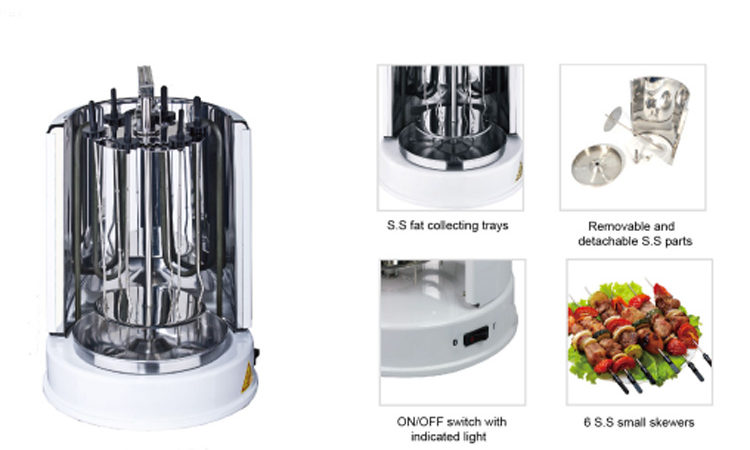 S.S fat collecting trays
Removable and
detachable S.S parts
ON/OFF switch with
indicated light
6 S.S small skewers